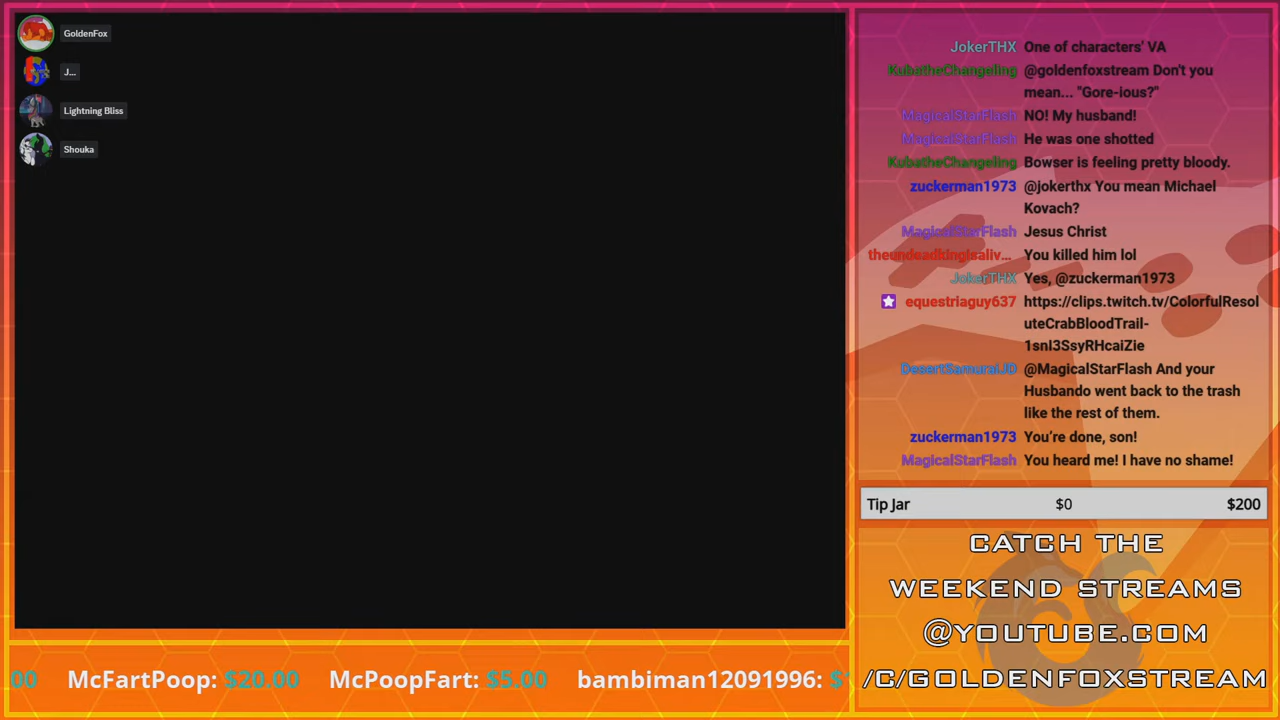 GoldenFox
J...
Lightning Bliss
Shouka
JokerTHX One of characters' VA
KubatheChangeling @goldenfoxstream Don't you
mean... "Gore-ious?"
MagicalStarFlash NO! My husband!
MagicalStarFlash He was one shotted
KubatheChangeling Bowser is feeling pretty bloody.
zuckerman1973 @jokerthx You mean Michael
Kovach?
MagicalStarFlash Jesus Christ
theundeadkingisaliv... You killed him lol
JokerTHX Yes, @zuckerman1973
equestriaguy637 https://clips.twitch.tv/ColorfulResol
uteCrabBloodTrail-
1snI3SsyRHcaiZie
DesertSamuraiJD @MagicalStarFlash And your
Husbando went back to the trash
like the rest of them.
zuckerman1973 You're done, son!
MagicalStarFlash You heard me! I have no shame!
Tip Jar $0 $200
CATCH THE
WEEKEND STREAMS
@YOUTUBE.COM
/C/GOLDENFOXSTREAM
00 McFartPoop: $20.00 McPoopFart: $5.00 bambiman12091996: $